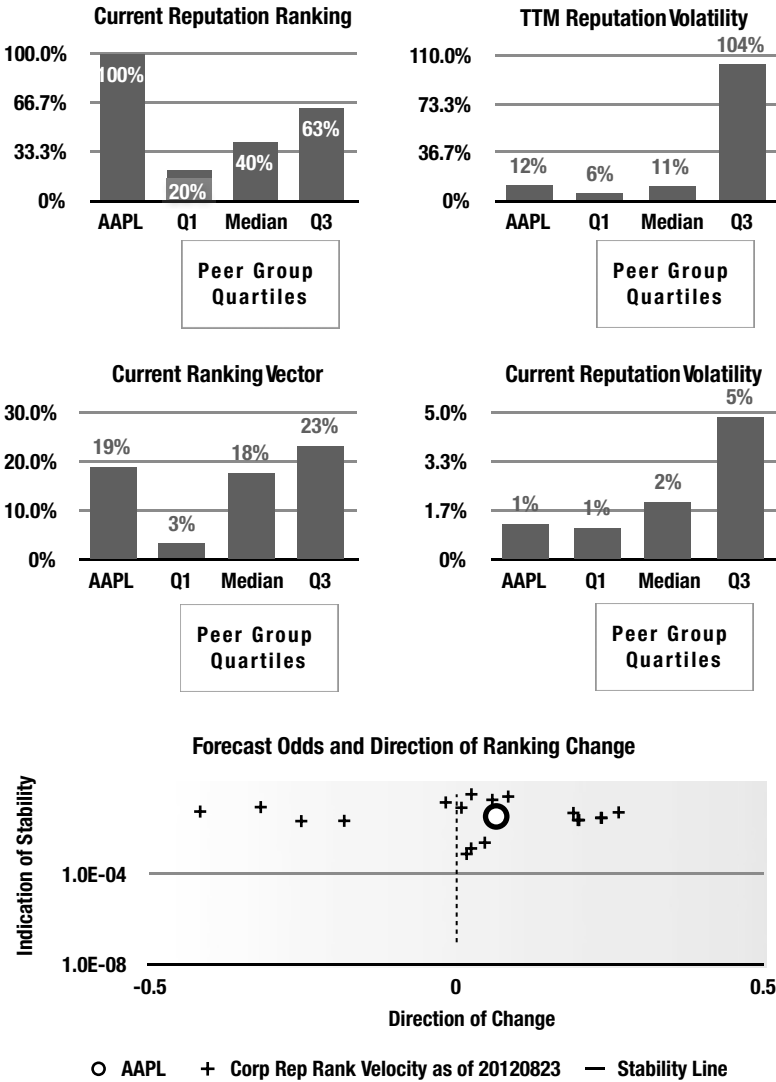 Current Reputation Ranking
100.0%
66.7%
33.3%
0%
100%
20%
40%
63%
AAPL Q1 Median Q3
Peer Group
Quartiles
TTM Reputation Volatility
110.0%
73.3%
36.7%
0%
12%
6%
11%
104%
AAPL Q1 Median Q3
Peer Group
Quartiles
Current Ranking Vector
30.0%
20.0%
10.0%
0%
19%
3%
18%
23%
AAPL Q1 Median Q3
Peer Group
Quartiles
Current Reputation Volatility
5.0%
3.3%
1.7%
0%
1%
1%
2%
5%
AAPL Q1 Median Q3
Peer Group
Quartiles
Forecast Odds and Direction of Ranking Change
Indication of Stability
1.0E-04
1.0E-08
-0.5 0 0.5
Direction of Change
AAPL Corp Rep Rank Velocity as of 20120823 Stability Line